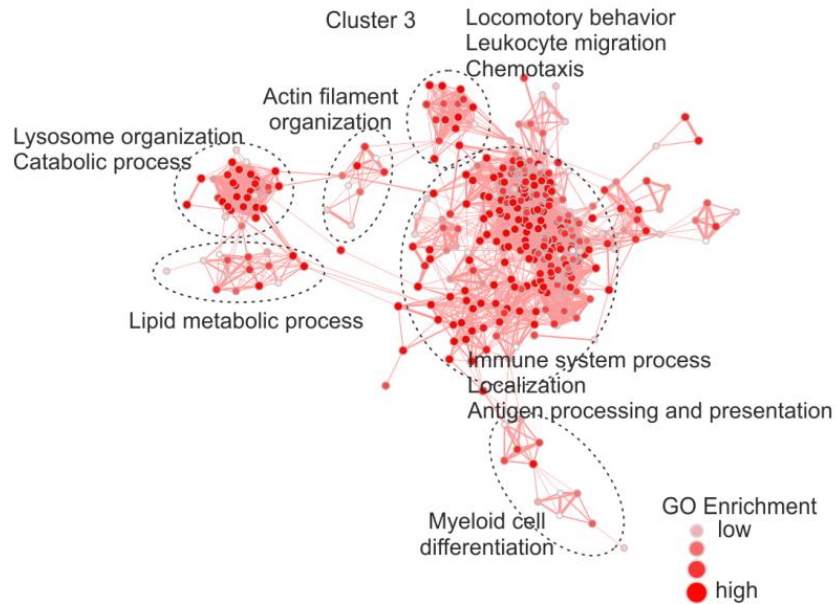 Cluster 3
Locomotory behavior
Leukocyte migration
Chemotaxis
Actin filament
organization
Lysosome organization
Catabolic process
Lipid metabolic process
Immune system process
Localization
Antigen processing and presentation
Myeloid cell
differentiation
GO Enrichment
low
high